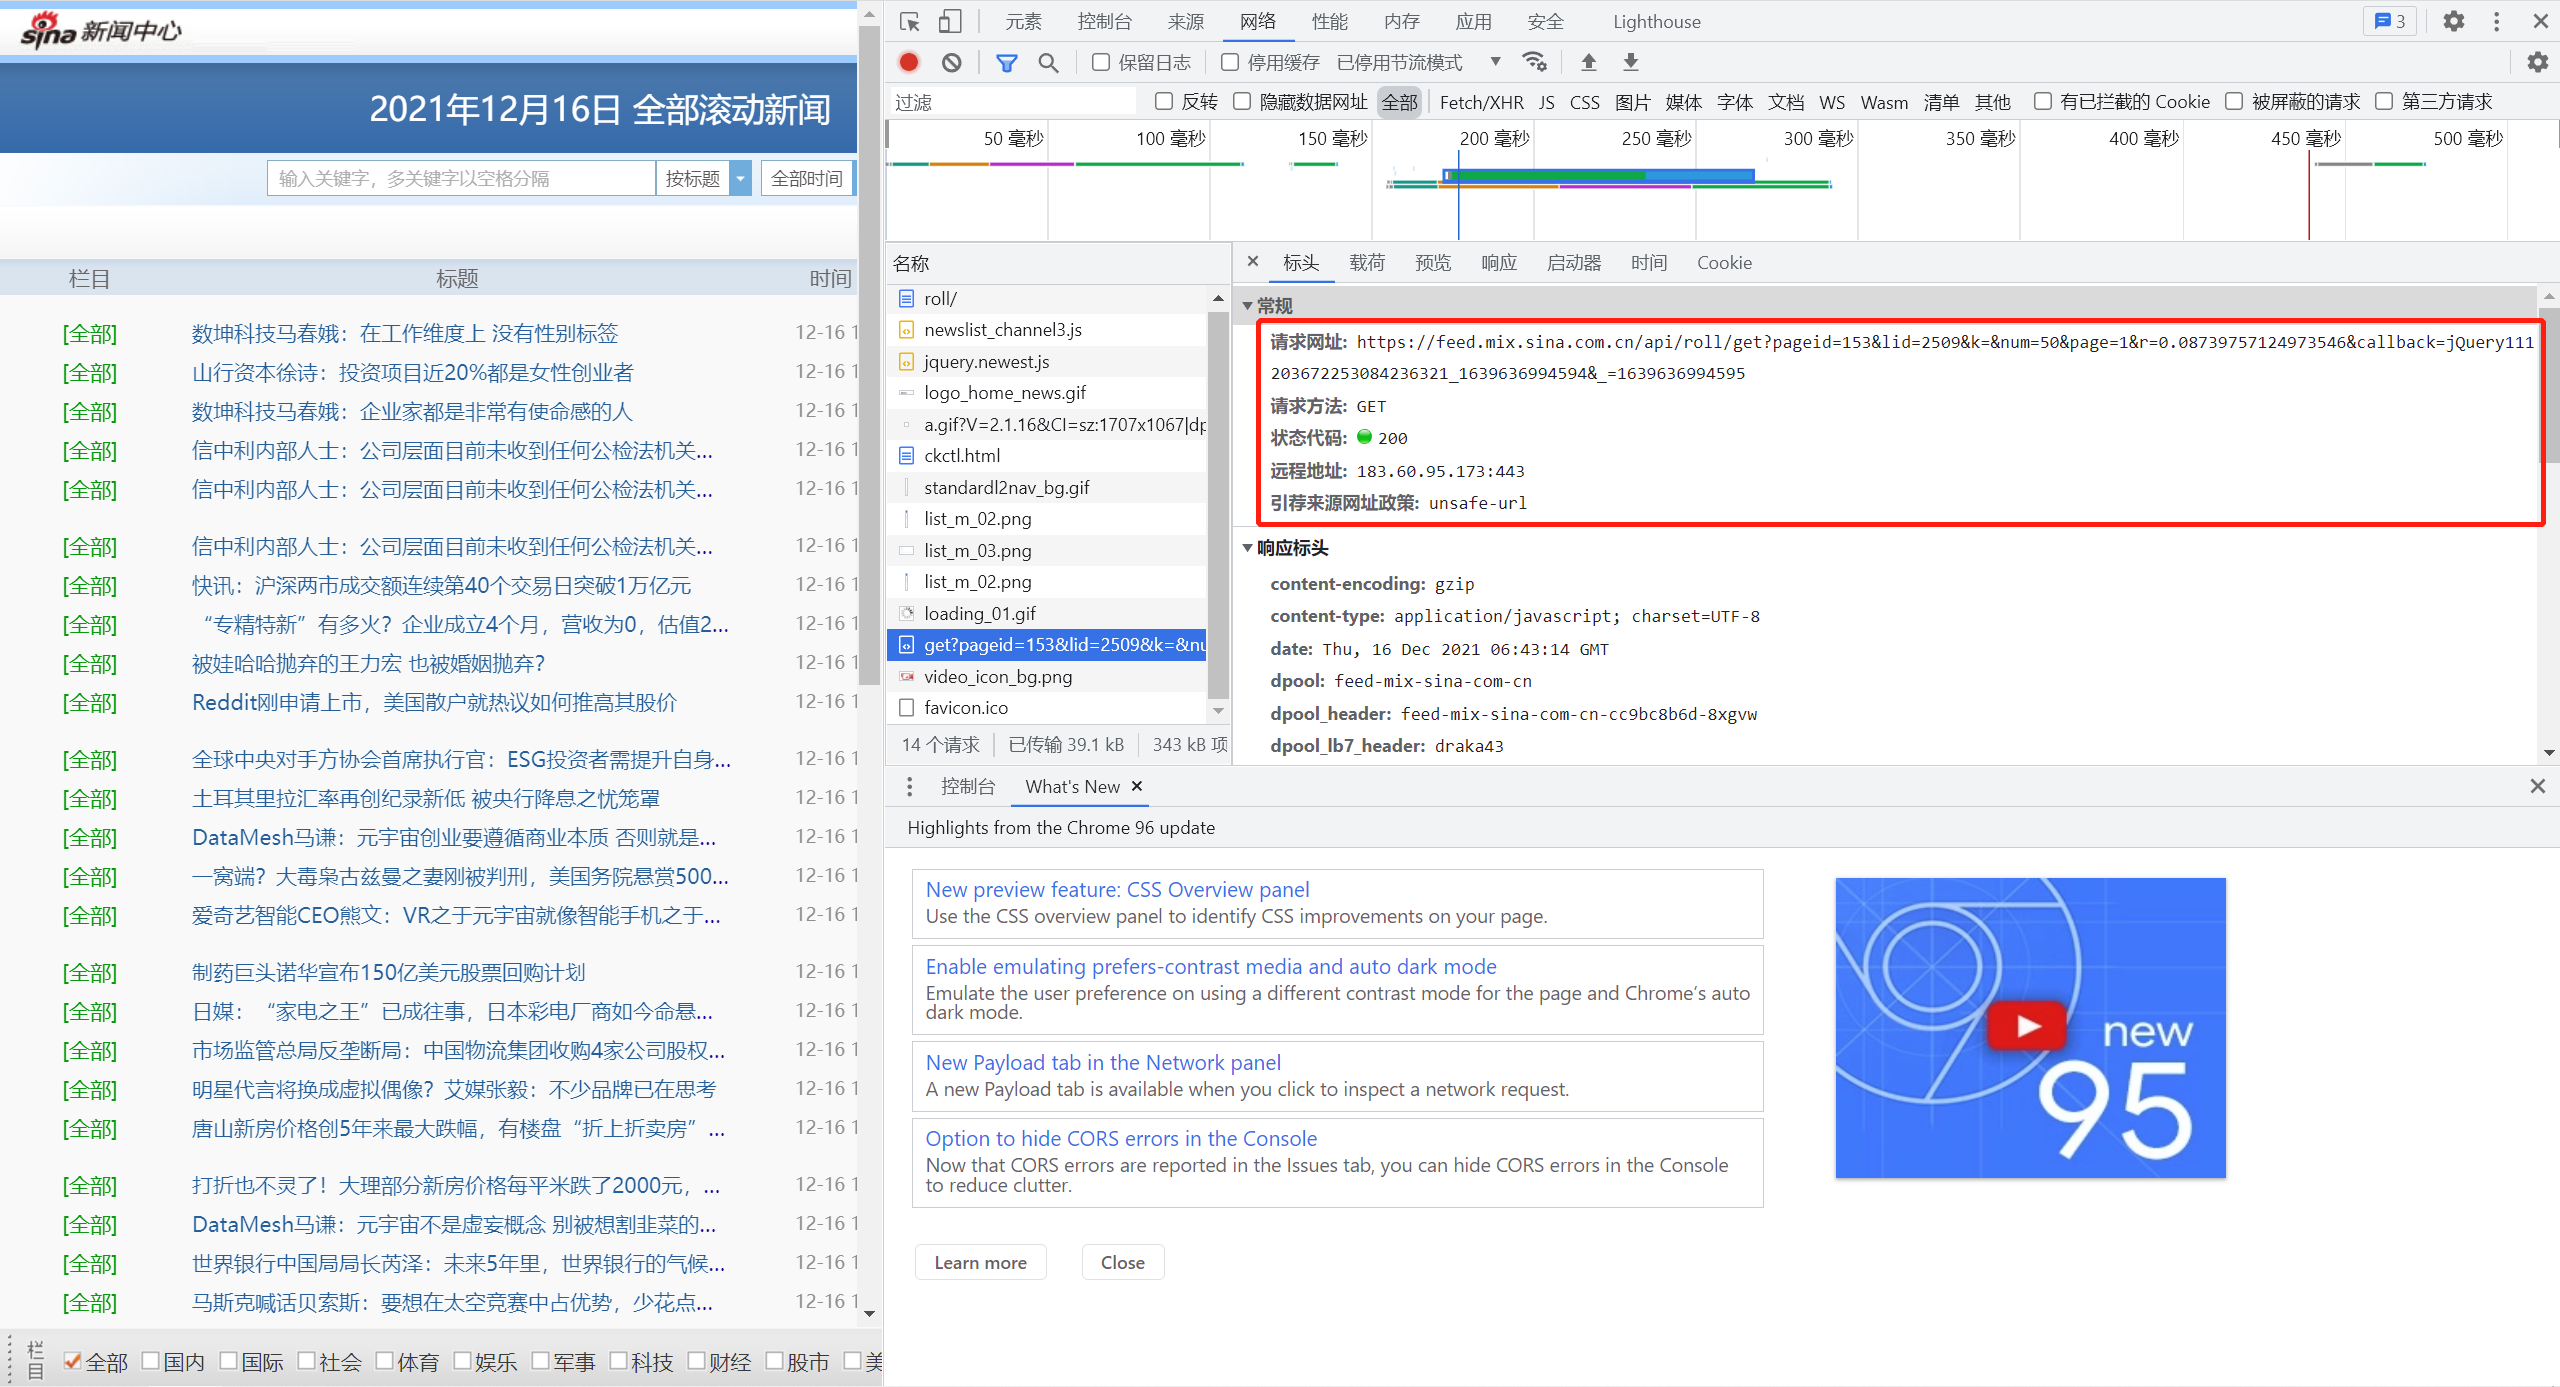 sina 新闻中心
2021年12月16日 全部滚动新闻
输入关键字，多关键字以空格分隔 按标题 全部时间
栏目 标题 时间
[全部] 数坤科技马春娥：在工作维度上 没有性别标签 12-16 1
[全部] 山行资本徐诗：投资项目近20%都是女性创业者 12-16 1
[全部] 数坤科技马春娥：企业家都是非常有使命感的人 12-16 1
[全部] 信中利内部人士：公司层面目前未收到任何公检法机关... 12-16 1
[全部] 信中利内部人士：公司层面目前未收到任何公检法机关... 12-16 1
[全部] 信中利内部人士：公司层面目前未收到任何公检法机关... 12-16 1
[全部] 快讯：沪深两市成交额连续第40个交易日突破1万亿元 12-16 1
[全部] “专精特新”有多火？企业成立4个月，营收为0，估值2... 12-16 1
[全部] 被娃哈哈抛弃的王力宏 也被婚姻抛弃？ 12-16 1
[全部] Reddit刚申请上市，美国散户就热议如何推高其股价 12-16 1
[全部] 全球中央对手方协会首席执行官：ESG投资者需提升自身... 12-16 1
[全部] 土耳其里拉汇率再创纪录新低 被央行降息之忧笼罩 12-16 1
[全部] DataMesh马谦：元宇宙创业要遵循商业本质 否则就是... 12-16 1
[全部] 一窝端？大毒枭古兹曼之妻刚被判刑，美国务院悬赏500... 12-16 1
[全部] 爱奇艺智能CEO熊文：VR之于元宇宙就像智能手机之于... 12-16 1
[全部] 制药巨头诺华宣布150亿美元股票回购计划 12-16 1
[全部] 日媒：“家电之王”已成往事，日本彩电厂商如今命悬... 12-16 1
[全部] 市场监管总局反垄断局：中国物流集团收购4家公司股权... 12-16 1
[全部] 明星代言将换成虚拟偶像？艾媒张毅：不少品牌已在思考 12-16 1
[全部] 唐山新房价格创5年来最大跌幅，有楼盘“折上折卖房”... 12-16 1
[全部] 打折也不灵了！大理部分新房价格每平米跌了2000元，... 12-16 1
[全部] DataMesh马谦：元宇宙不是虚妄概念 别被想割韭菜的... 12-16 1
[全部] 世界银行中国局局长芮泽：未来5年里，世界银行的气候... 12-16 1
[全部] 马斯克喊话贝索斯：要想在太空竞赛中占优势，少花点... 12-16 1
栏目 全部 国内 国际 社会 体育 娱乐 军事 科技 财经 股市 美
元素 控制台 来源 网络 性能 内存 应用 安全 Lighthouse 3
保留日志 停用缓存 已停用节流模式
过滤 反转 隐藏数据网址 全部 Fetch/XHR JS CSS 图片 媒体 字体 文档 WS Wasm 清单 其他 有已拦截的 Cookie 被屏蔽的请求 第三方请求
50 毫秒 100 毫秒 150 毫秒 200 毫秒 250 毫秒 300 毫秒 350 毫秒 400 毫秒 450 毫秒 500 毫秒
名称
roll/
newslist_channel3.js
jquery.newest.js
logo_home_news.gif
a.gif?V=2.1.16&CI=sz:1707x1067|dp
ckctl.html
standardl2nav_bg.gif
list_m_02.png
list_m_03.png
list_m_02.png
loading_01.gif
get?pageid=153&lid=2509&k=&nu
video_icon_bg.png
favicon.ico
14 个请求 已传输 39.1 kB 343 kB 项
标头 载荷 预览 响应 启动器 时间 Cookie
常规
请求网址: https://feed.mix.sina.com.cn/api/roll/get?pageid=153&lid=2509&k=&num=50&page=1&r=0.08739757124973546&callback=jQuery111
203672253084236321_1639636994594&_=1639636994595
请求方法: GET
状态代码: 200
远程地址: 183.60.95.173:443
引荐来源网址政策: unsafe-url
响应标头
content-encoding: gzip
content-type: application/javascript; charset=UTF-8
date: Thu, 16 Dec 2021 06:43:14 GMT
dpool: feed-mix-sina-com-cn
dpool_header: feed-mix-sina-com-cn-cc9bc8b6d-8xgvw
dpool_lb7_header: draka43
控制台 What's New
Highlights from the Chrome 96 update
New preview feature: CSS Overview panel
Use the CSS overview panel to identify CSS improvements on your page.
Enable emulating prefers-contrast media and auto dark mode
Emulate the user preference on using a different contrast mode for the page and Chrome’s auto
dark mode.
New Payload tab in the Network panel
A new Payload tab is available when you click to inspect a network request.
Option to hide CORS errors in the Console
Now that CORS errors are reported in the Issues tab, you can hide CORS errors in the Console
to reduce clutter.
Learn more Close
new
95